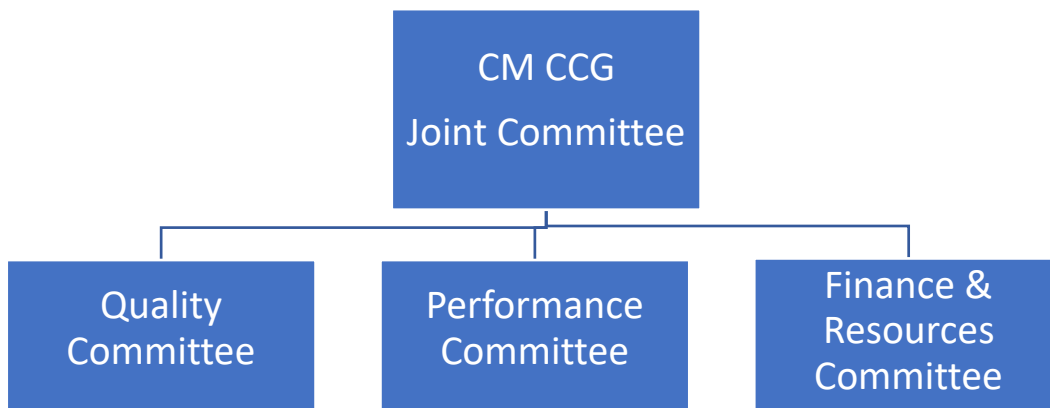 CM CCG
Joint Committee
Quality
Committee
Performance
Committee
Finance &
Resources
Committee